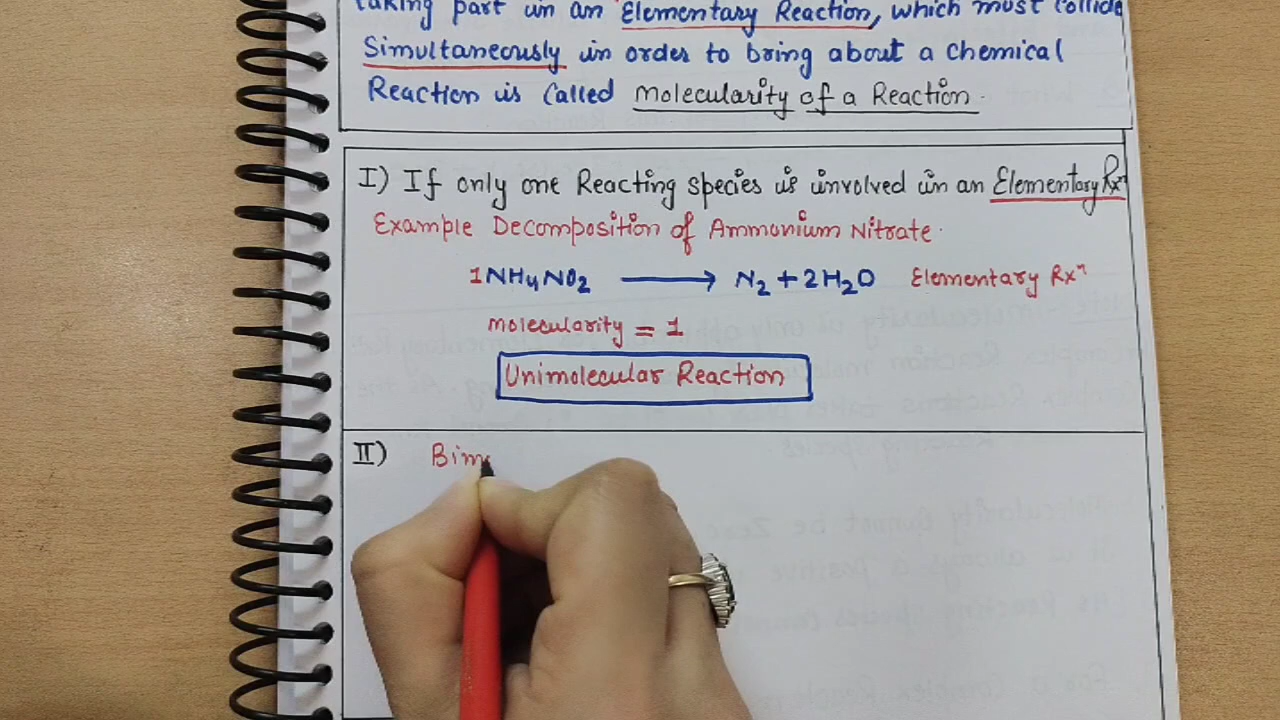 taking part in an Elementary Reaction, which must collide
Simultaneously in order to bring about a chemical
Reaction is called molecularity of a Reaction.
I) If only one Reacting species is involved in an Elementary Rxⁿ
Example Decomposition of Ammonium Nitrate.
1NH4NO2 → N2 + 2H2O Elementary Rxⁿ
molecularity = 1
Unimolecular Reaction
II) Bim